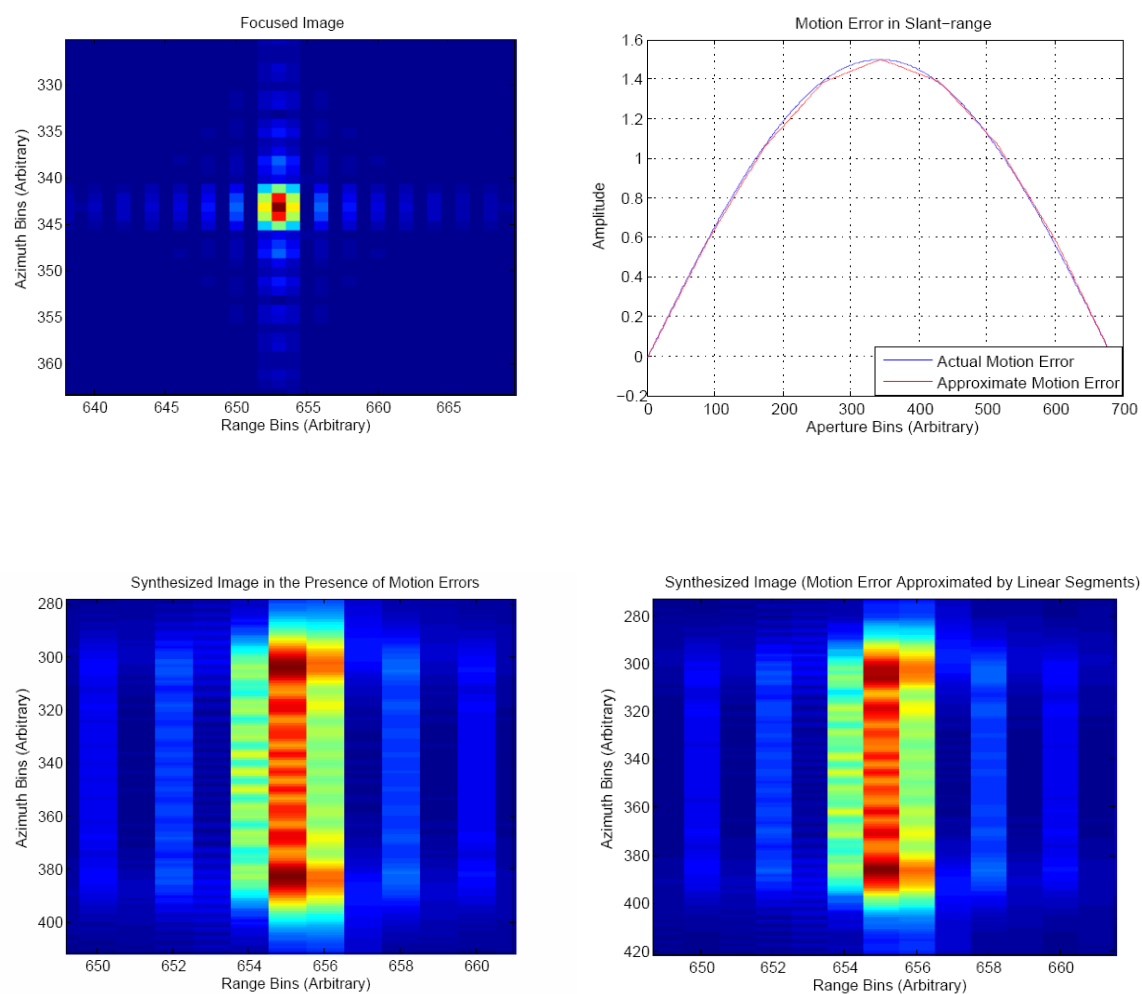 Focused Image
330
335
340
345
350
355
360
640 645 650 655 660 665
Range Bins (Arbitrary)
Azimuth Bins (Arbitrary)
Motion Error in Slant-range
1.6
1.4
1.2
1
0.8
0.6
0.4
0.2
0
-0.2
0 100 200 300 400 500 600 700
Aperture Bins (Arbitrary)
Amplitude
Actual Motion Error
Approximate Motion Error
Synthesized Image in the Presence of Motion Errors
280
300
320
340
360
380
400
650 652 654 656 658 660
Range Bins (Arbitrary)
Azimuth Bins (Arbitrary)
Synthesized Image (Motion Error Approximated by Linear Segments)
280
300
320
340
360
380
400
420
650 652 654 656 658 660
Range Bins (Arbitrary)
Azimuth Bins (Arbitrary)